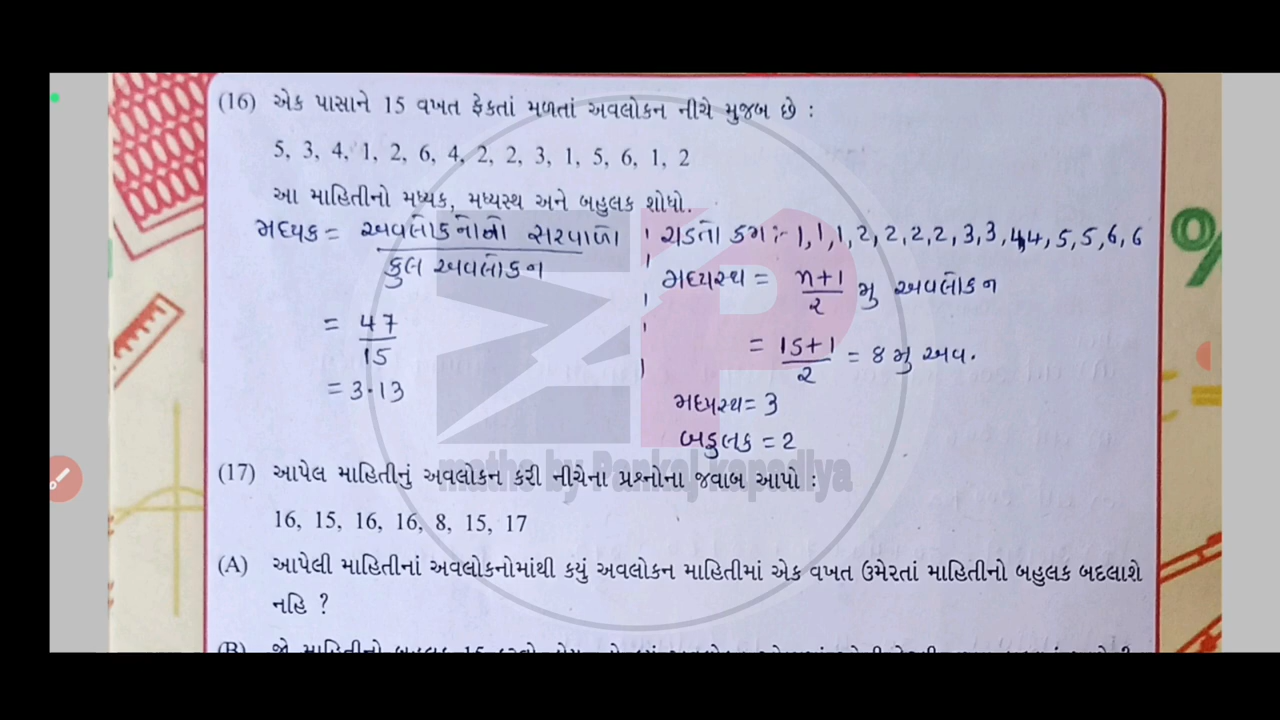 (16) એક પાસાને 15 વખત ફેંકતાં મળતાં અવલોકન નીચે મુજબ છે :
5, 3, 4, 1, 2, 6, 4, 2, 2, 3, 1, 5, 6, 1, 2
આ માહિતીનો મધ્યક, મધ્યસ્થ અને બહુલક શોધો.
મધ્યક = અવલોકનોનો સરવાળો
કુલ અવલોકન
= 47
15
= 3.13
ચડતો ક્રમ :- 1, 1, 1, 2, 2, 2, 2, 3, 3, 4, 4, 5, 5, 6, 6
મધ્યસ્થ = n+1
૨ મુ અવલોકન
= 15+1
૨ = ૪ મુ અવ.
મધ્યસ્થ = 3
બહુલક = 2
maths by Pankaj kapadiya
(17) આપેલ માહિતીનું અવલોકન કરી નીચેના પ્રશ્નોના જવાબ આપો :
16, 15, 16, 16, 8, 15, 17
(A) આપેલી માહિતીનાં અવલોકનોમાંથી કયું અવલોકન માહિતીમાં એક વખત ઉમેરતાં માહિતીનો બહુલક બદલાશે
નહિ ?